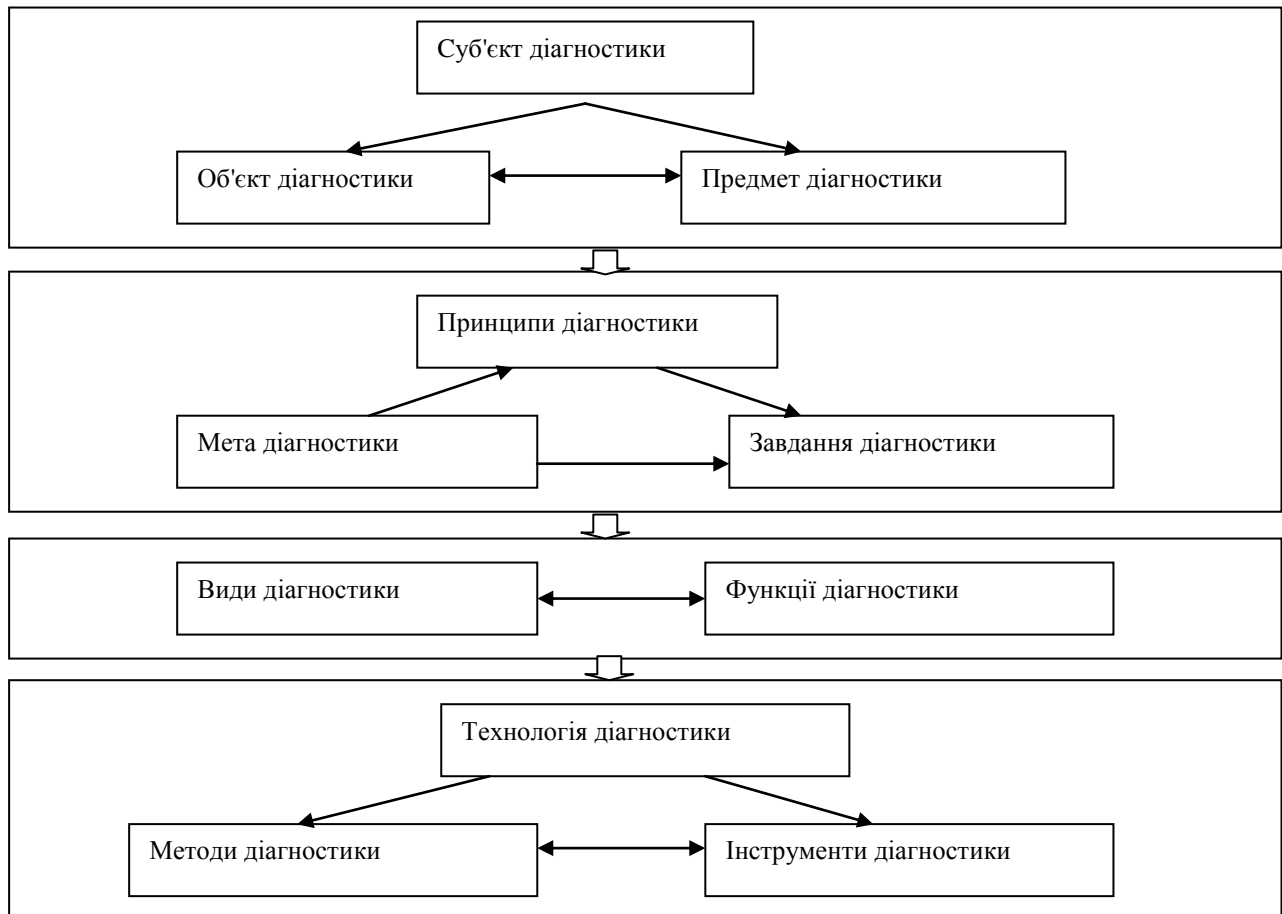 Суб'єкт діагностики
Об'єкт діагностики
Предмет діагностики
Принципи діагностики
Мета діагностики
Завдання діагностики
Види діагностики
Функції діагностики
Технологія діагностики
Методи діагностики
Інструменти діагностики